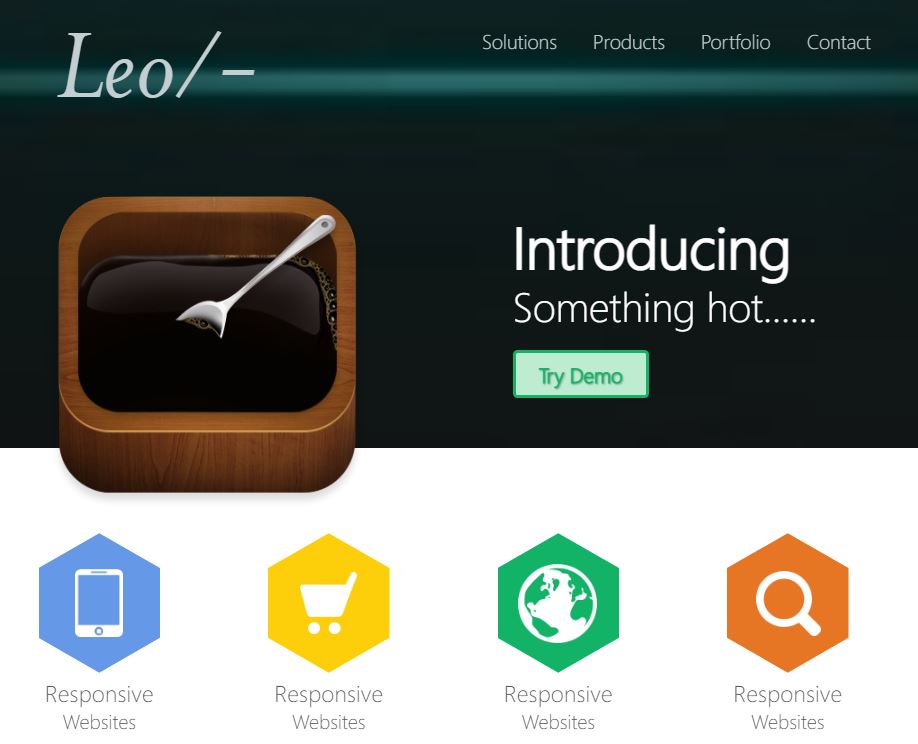 Leo/-
Solutions Products Portfolio Contact
Introducing
Something hot......
Try Demo
Responsive
Websites
Responsive
Websites
Responsive
Websites
Responsive
Websites